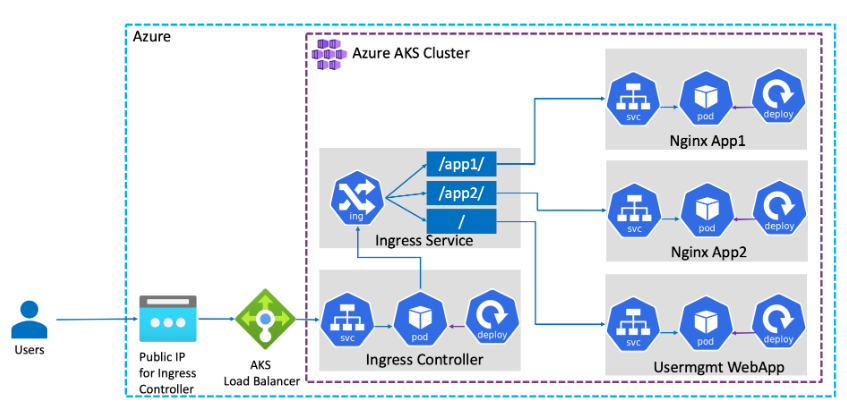 Azure
Azure AKS Cluster
svc
pod
deploy
Nginx App1
/app1/
/app2/
/
ing
Ingress Service
svc
pod
deploy
Nginx App2
Users
Public IP
for Ingress
Controller
AKS
Load Balancer
svc
pod
deploy
Ingress Controller
svc
pod
deploy
Usermgmt WebApp